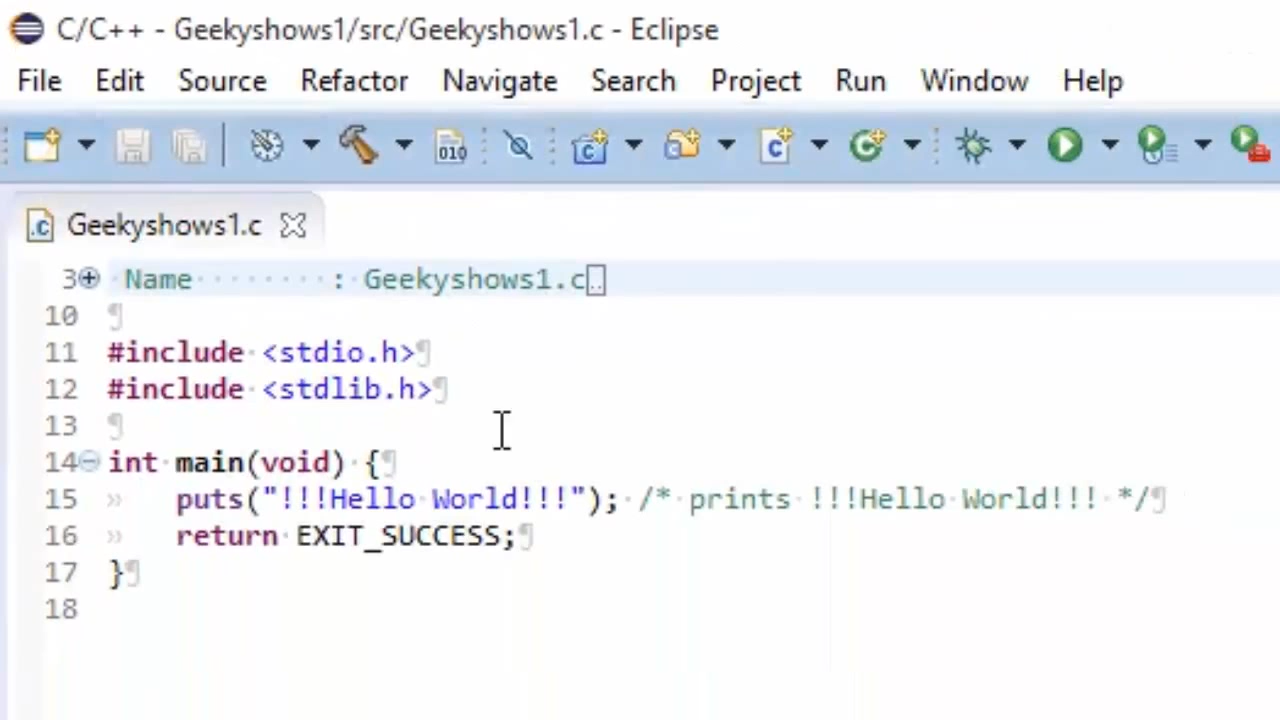 C/C++ - Geekyshows1/src/Geekyshows1.c - Eclipse
File Edit Source Refactor Navigate Search Project Run Window Help
010 C C C
.c Geekyshows1.c
3 Name : Geekyshows1.c
10
11 #include <stdio.h>
12 #include <stdlib.h>
13
14 int main(void) {
15 puts("!!!Hello World!!!"); /* prints !!!Hello World!!! */
16 return EXIT_SUCCESS;
17 }
18